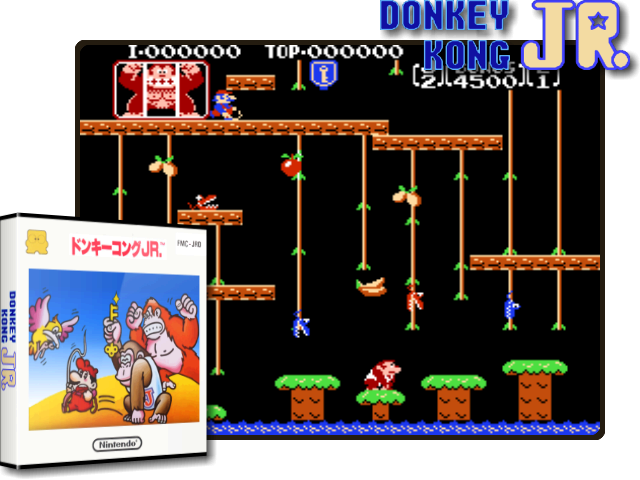 DONKEY
KONG JR.
I-000000 TOP-000000
2 4500 1
ドンキーコングJR.™
FMC-JRD
DONKEY
KONG JR.
J
Nintendo